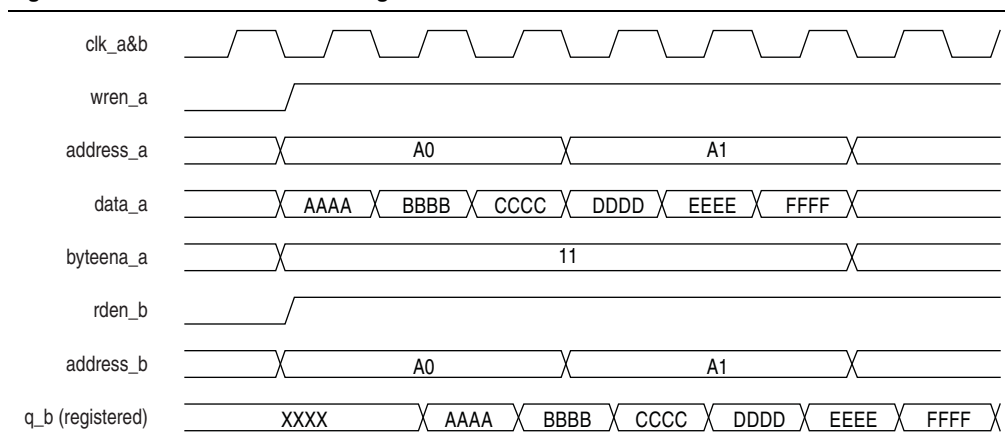 clk_a&b
wren_a
address_a A0 A1
data_a AAAA BBBB CCCC DDDD EEEE FFFF
byteena_a 11
rden_b
address_b A0 A1
q_b (registered) XXXX AAAA BBBB CCCC DDDD EEEE FFFF